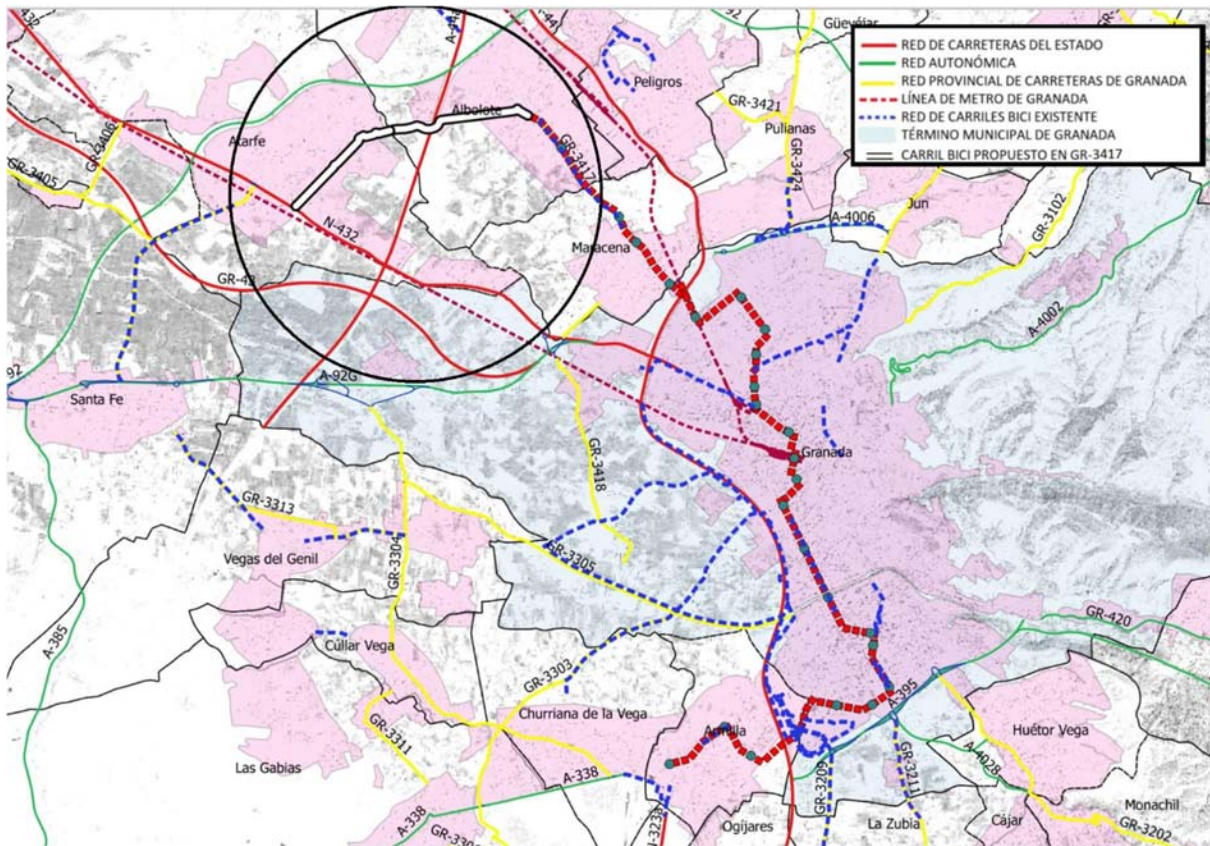 RED DE CARRETERAS DEL ESTADO
RED AUTONÓMICA
RED PROVINCIAL DE CARRETERAS DE GRANADA
LÍNEA DE METRO DE GRANADA
RED DE CARRILES BICI EXISTENTE
TÉRMINO MUNICIPAL DE GRANADA
CARRIL BICI PROPUESTO EN GR-3417
Güevéjar
Peligros
GR-3421
Pulianas
GR-3424
Albolote
Atarfe
GR-3406
GR-3405
GR-3417
N-432
Maracena
A-4006
Jun
GR-3102
GR-43
A-4002
A-92G
Santa Fe
Granada
GR-3418
GR-3313
Vegas del Genil
GR-3304
GR-3305
A-385
GR-420
Cúllar Vega
GR-3303
Churriana de la Vega
Armilla
A-395
Huétor Vega
GR-3311
Las Gabias
A-338
A-4028
GR-3209
GR-3211
Monachil
A-338
Ogíjares
La Zubia
Cájar
GR-3202